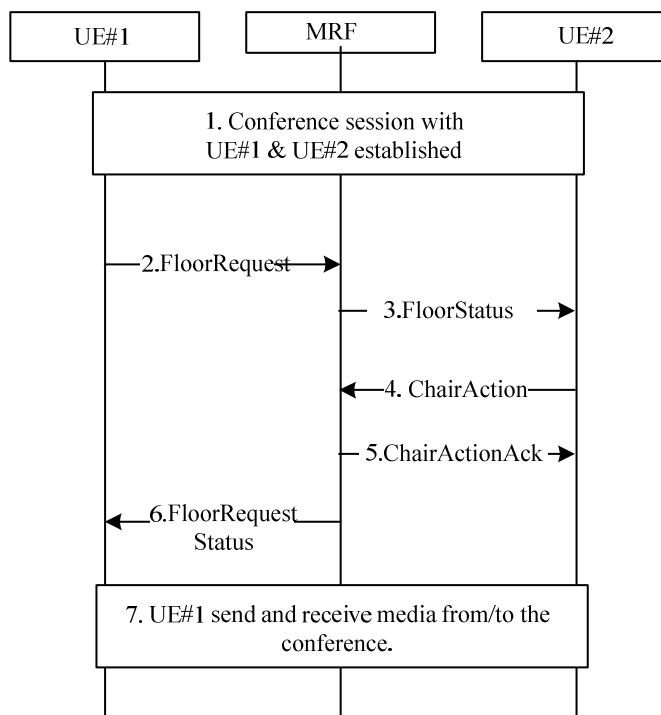 UE#1
MRF
UE#2
1. Conference session with
UE#1 & UE#2 established
2.FloorRequest
3.FloorStatus
4. ChairAction
5.ChairActionAck
6.FloorRequest
Status
7. UE#1 send and receive media from/to the
conference.